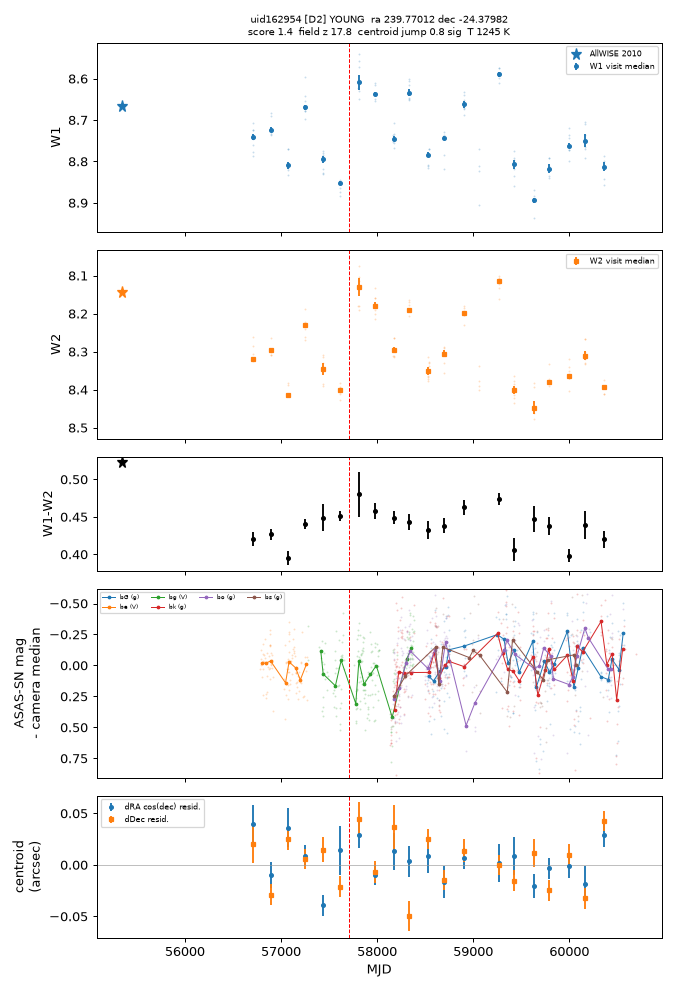 uid162954 [D2] YOUNG ra 239.77012 dec -24.37982
score 1.4 field z 17.8 centroid jump 0.8 sig T 1245 K
8.6
8.7
8.8
8.9
W1
AllWISE 2010
W1 visit median
8.1
8.2
8.3
8.4
8.5
W2
W2 visit median
0.50
0.45
0.40
W1-W2
−0.50
−0.25
0.00
0.25
0.50
0.75
ASAS-SN mag
- camera median
bd (g)
be (V)
bg (V)
bk (g)
bo (g)
bs (g)
0.05
0.00
−0.05
centroid
(arcsec)
dRA cos(dec) resid.
dDec resid.
56000
57000
58000
59000
60000
MJD